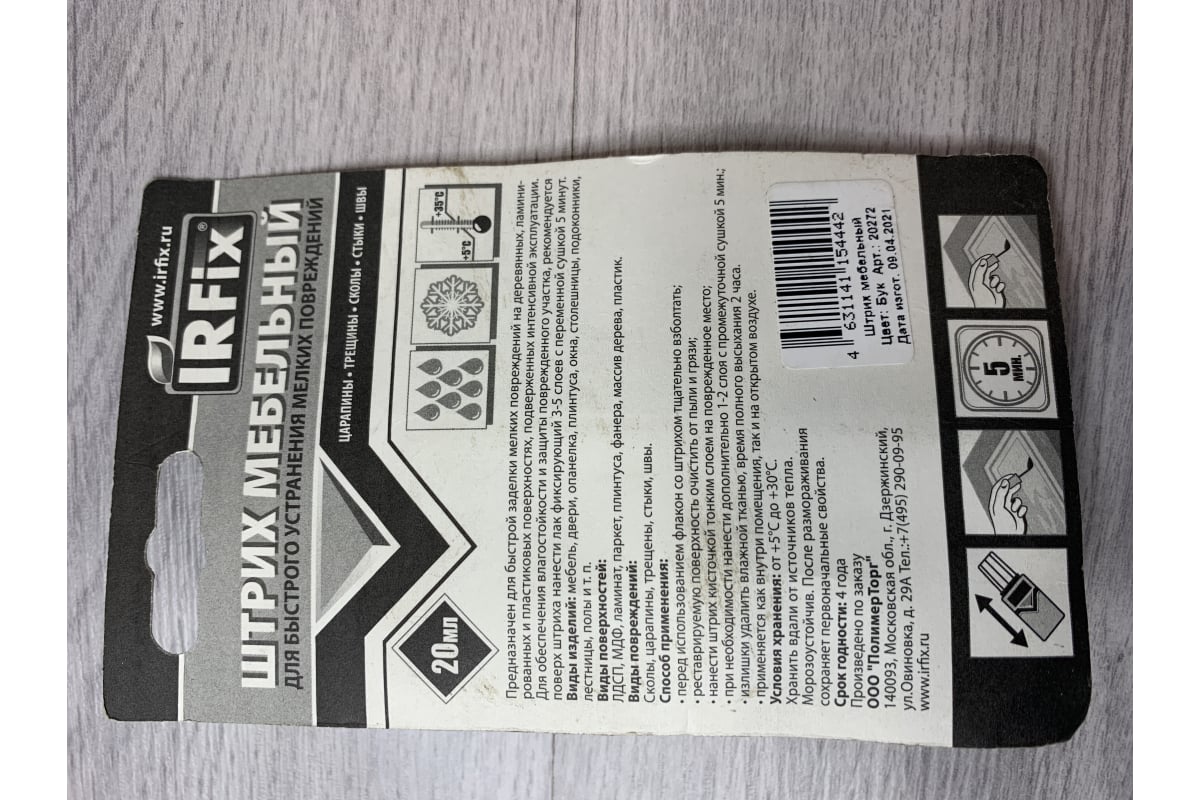 www.irfix.ru
IRFix®
ШТРИХ МЕБЕЛЬНЫЙ
ДЛЯ БЫСТРОГО УСТРАНЕНИЯ МЕЛКИХ ПОВРЕЖДЕНИЙ
ЦАРАПИНЫ • ТРЕЩИНЫ • СКОЛЫ • СТЫКИ • ШВЫ
20мл
+5°C
+35°C
Предназначен для быстрой заделки мелких повреждений на деревянных, ламини-
рованных и пластиковых поверхностях, подверженных интенсивной эксплуатации.
Для обеспечения влагостойкости и защиты поврежденного участка, рекомендуется
поверх штриха нанести лак фиксирующий 3-5 слоев с переменной сушкой 5 минут.
Виды изделий: мебель, двери, опанелка, плинтуса, окна, столешницы, подоконники,
лестницы, полы и т. п.
Виды поверхностей:
ЛДСП, МДФ, ламинат, паркет, плинтуса, фанера, массив дерева, пластик.
Виды повреждений:
Сколы, царапины, трещены, стыки, швы.
Способ применения:
• перед использованием флакон со штрихом тщательно взболтать;
• реставрируемую поверхность очистить от пыли и грязи;
• нанести штрих кисточкой тонким слоем на поврежденное место;
• при необходимости нанести дополнительно 1-2 слоя с промежуточной сушкой 5 мин.;
• излишки удалить влажной тканью, время полного высыхания 2 часа.
• применяется как внутри помещения, так и на открытом воздухе.
Условия хранения: от +5°C до +30°C.
Хранить вдали от источников тепла.
Морозоустойчив. После размораживания
сохраняет первоначальные свойства.
Срок годности: 4 года
Произведено по заказу
ООО "ПолимерТорг"
140093, Московская обл., г. Дзержинский,
ул.Овиновка, д. 29А Тел.:+7(495) 290-09-95
www.irfix.ru
4 631141 154442
Штрих мебельный
Цвет: Бук Арт.: 20272
Дата изгот. 09.04.2021
5
мин.